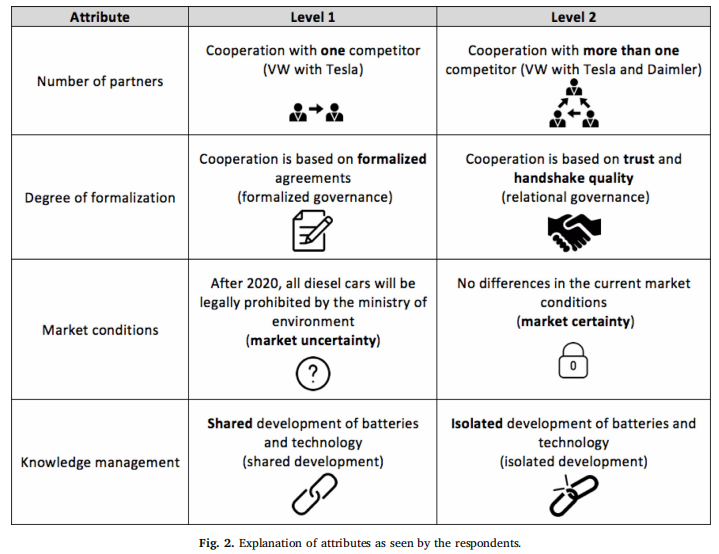 Attribute
Level 1
Level 2
Number of partners
Cooperation with one competitor
(VW with Tesla)
Cooperation with more than one
competitor (VW with Tesla and Daimler)
Degree of formalization
Cooperation is based on formalized
agreements
(formalized governance)
Cooperation is based on trust and
handshake quality
(relational governance)
Market conditions
After 2020, all diesel cars will be
legally prohibited by the ministry of
environment
(market uncertainty)
?
No differences in the current market
conditions
(market certainty)
0
Knowledge management
Shared development of batteries
and technology
(shared development)
Isolated development of batteries and
technology
(isolated development)
Fig. 2. Explanation of attributes as seen by the respondents.